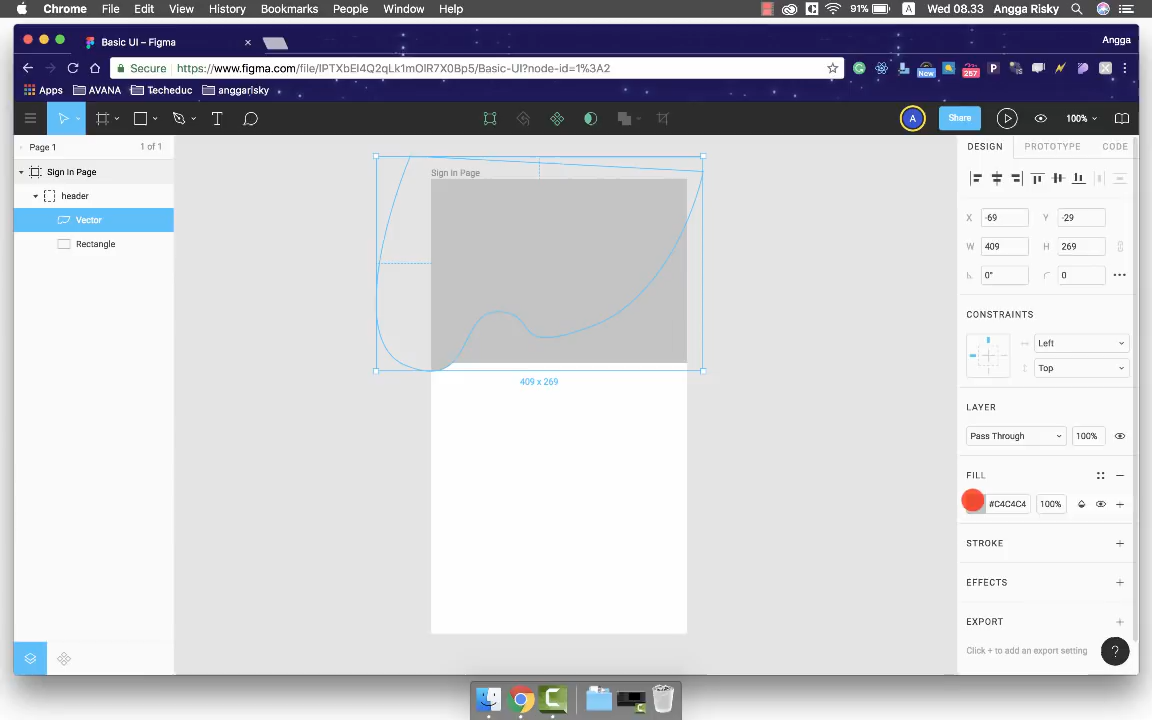 Chrome File Edit View History Bookmarks People Window Help 91% A Wed 08.33 Angga Risky
Basic UI – Figma
Angga
Secure https://www.figma.com/file/IPTXbEI4Q2qLk1mOlR7X0Bp5/Basic-UI?node-id=1%3A2
New 267 P
Apps AVANA Techeduc anggarisky
T A Share 100%
Page 1 1 of 1
Sign In Page
header
Vector
Rectangle
Sign In Page
409 x 269
DESIGN PROTOTYPE CODE
X -69 Y -29
W 409 H 269
0° 0
CONSTRAINTS
Left
Top
LAYER
Pass Through 100%
FILL
#C4C4C4 100%
STROKE
EFFECTS
EXPORT
Click + to add an export setting
?